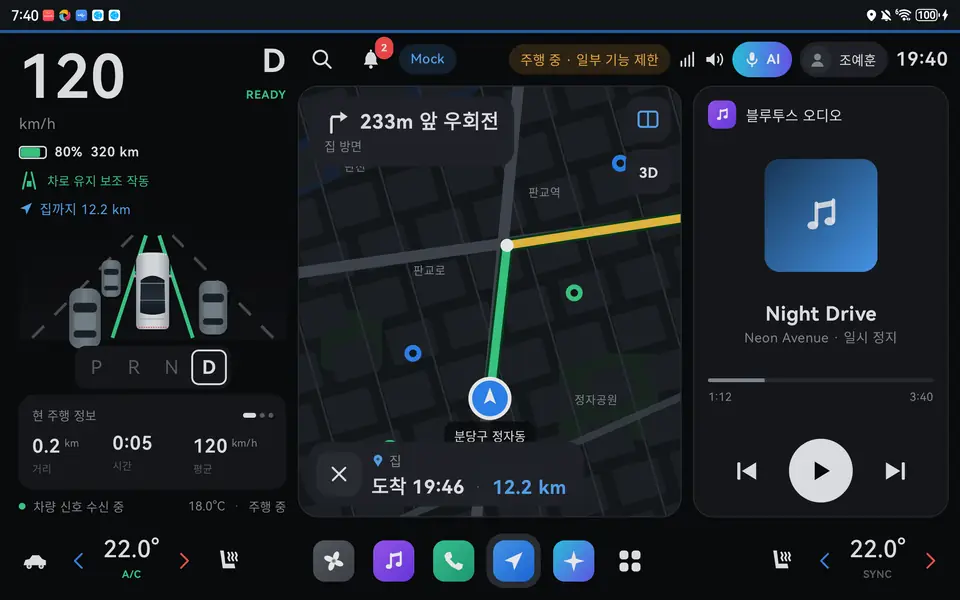 7:40
100
120
D
READY
km/h
80% 320 km
차로 유지 보조 작동
집까지 12.2 km
P R N D
현 주행 정보
0.2 km
거리
0:05
시간
120 km/h
평균
차량 신호 수신 중
18.0°C · 주행 중
2
Mock
주행 중 · 일부 기능 제한
AI
조예훈
19:40
233m 앞 우회전
집 방면
3D
판교역
판교로
정자공원
분당구 정자동
집
도착 19:46 · 12.2 km
블루투스 오디오
Night Drive
Neon Avenue · 일시 정지
1:12
3:40
22.0°
A/C
22.0°
SYNC